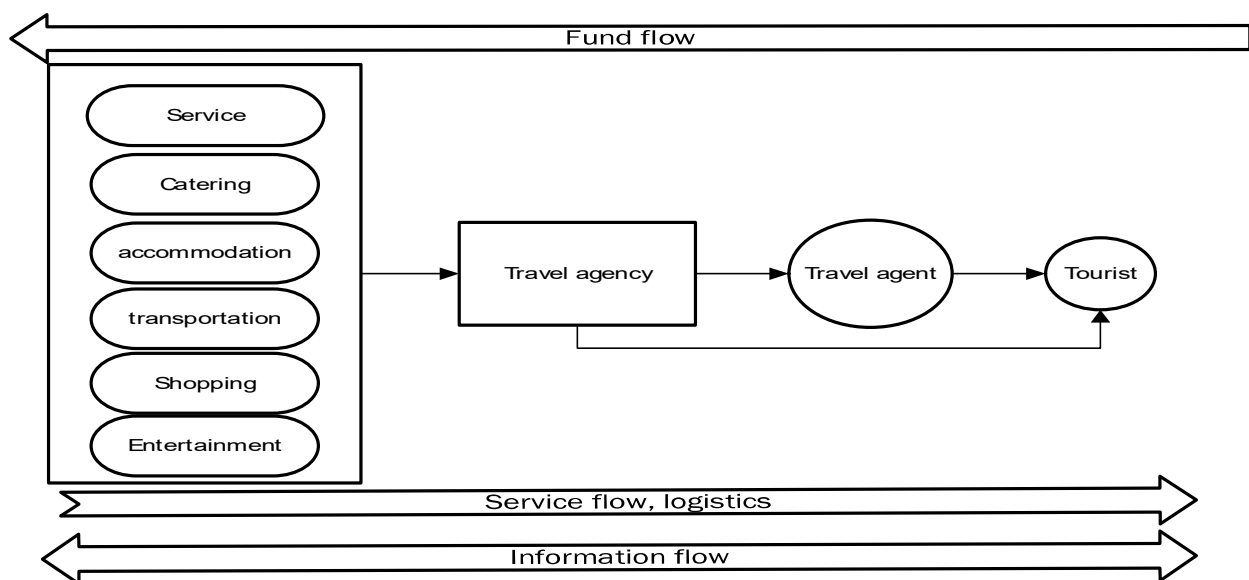 Fund flow
Service
Catering
accommodation
transportation
Shopping
Entertainment
Travel agency
Travel agent
Tourist
Service flow, logistics
Information flow